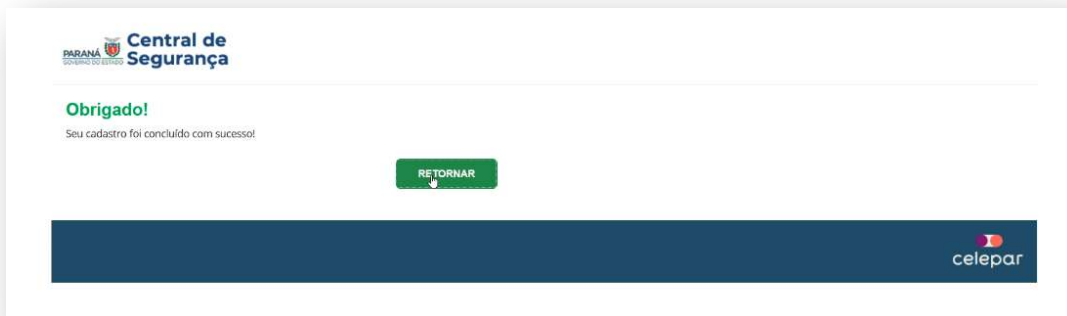 PARANÁ
GOVERNO DO ESTADO
Central de
Segurança
Obrigado!
Seu cadastro foi concluído com sucesso!
RETORNAR
celepar